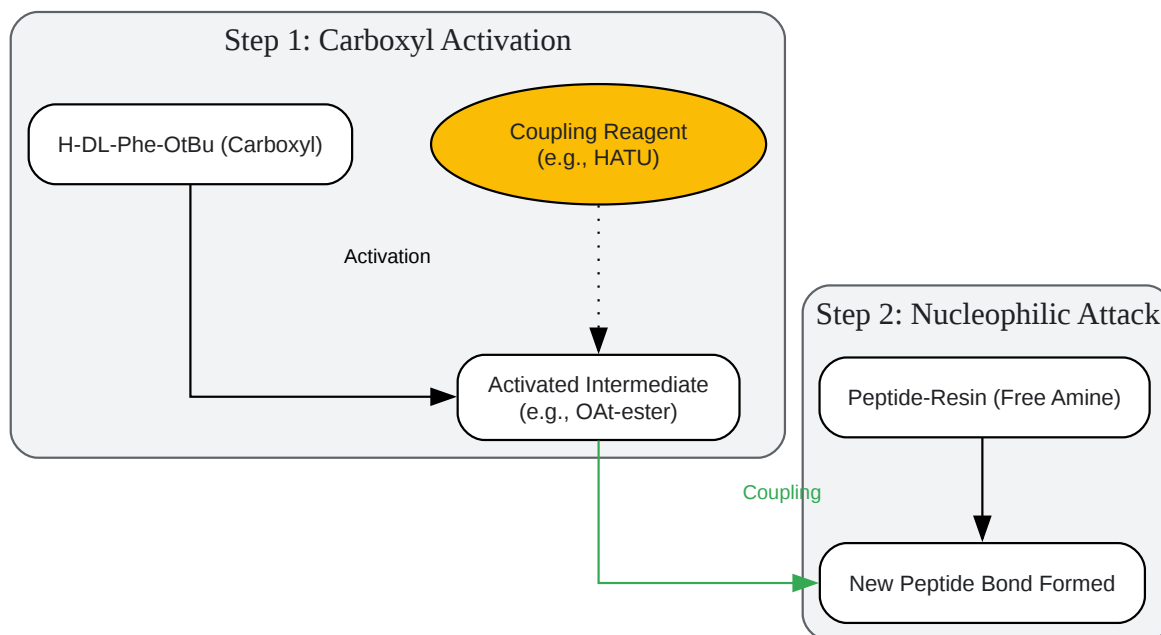 Step 1: Carboxyl Activation
H-DL-Phe-OtBu (Carboxyl)
Coupling Reagent
(e.g., HATU)
Activation
Activated Intermediate
(e.g., OAt-ester)
Step 2: Nucleophilic Attack
Peptide-Resin (Free Amine)
Coupling
New Peptide Bond Formed